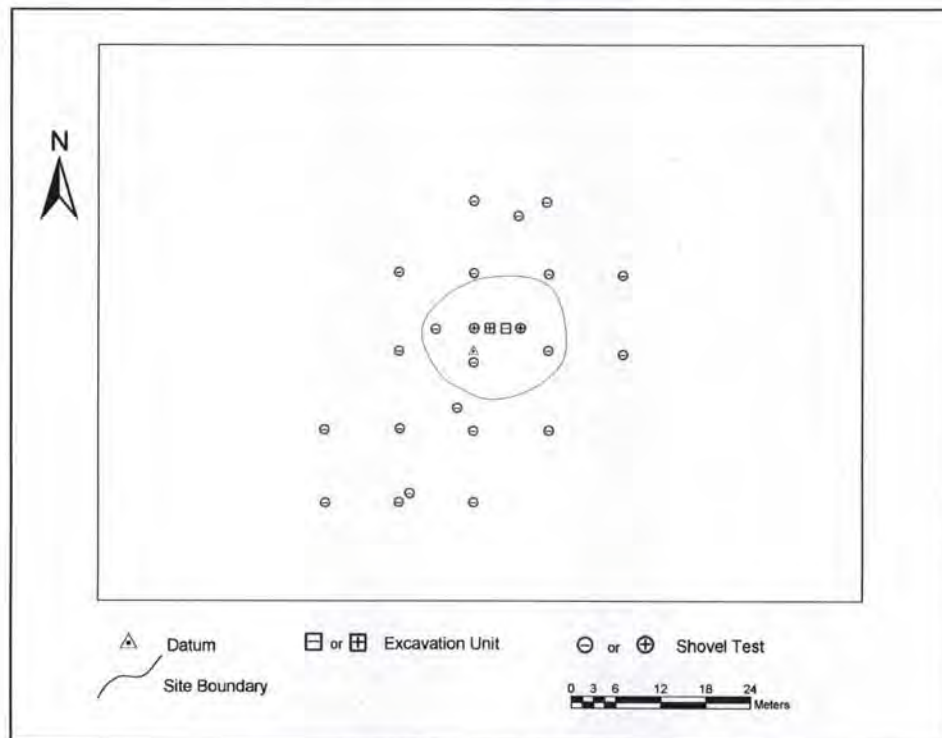 N
Datum
or
Excavation Unit
or
Shovel Test
Site Boundary
0 3 6 12 18 24
Meters